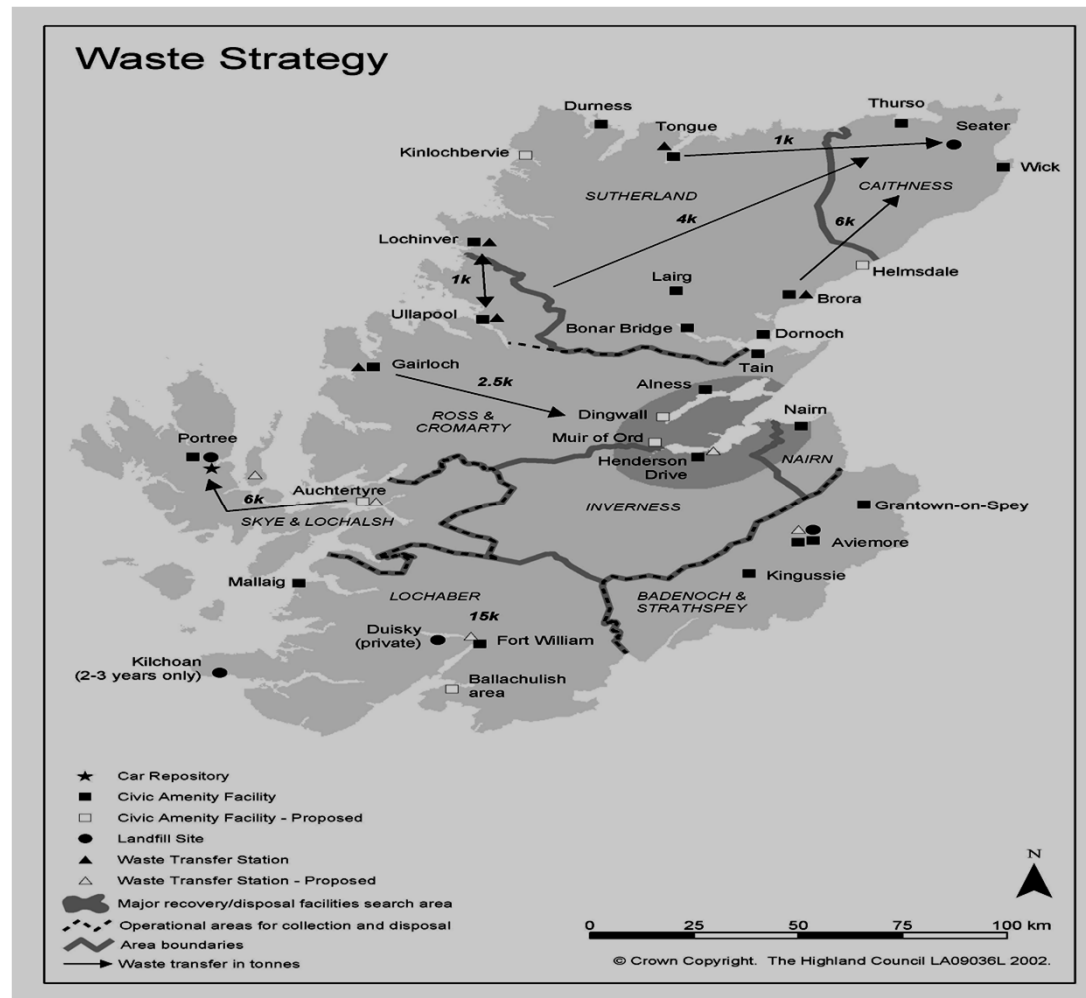 Waste Strategy
Durness
Thurso
Tongue
Seater
1k
Kinlochbervie
Wick
SUTHERLAND
CAITHNESS
4k
6k
Lochinver
Helmsdale
1k
Lairg
Brora
Ullapool
Bonar Bridge
Dornoch
Tain
Gairloch
2.5k
Alness
Dingwall
Nairn
ROSS &
CROMARTY
Portree
Muir of Ord
Henderson
Drive
NAIRN
Auchtertyre
6k
SKYE & LOCHALSH
INVERNESS
Grantown-on-Spey
Aviemore
Mallaig
Kingussie
LOCHABER
BADENOCH &
STRATHSPEY
15k
Duisky
(private)
Fort William
Kilchoan
(2-3 years only)
Ballachulish
area
Car Repository
Civic Amenity Facility
Civic Amenity Facility - Proposed
Landfill Site
Waste Transfer Station
Waste Transfer Station - Proposed
Major recovery/disposal facilities search area
Operational areas for collection and disposal
Area boundaries
Waste transfer in tonnes
N
0 25 50 75 100 km
© Crown Copyright. The Highland Council LA09036L 2002.